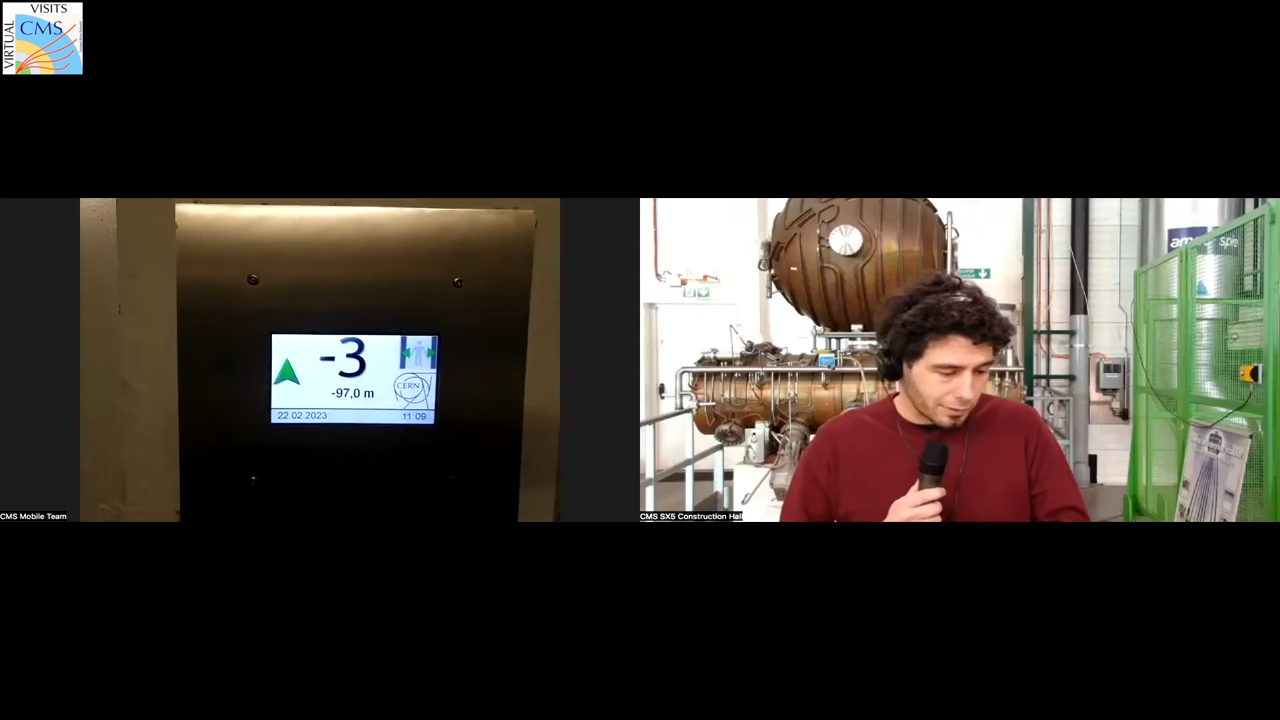 VISITS
CMS
VIRTUAL
-3
-97,0 m
CERN
22.02.2023
11 09
CMS Mobile Team
CMS SX5 Construction Hall